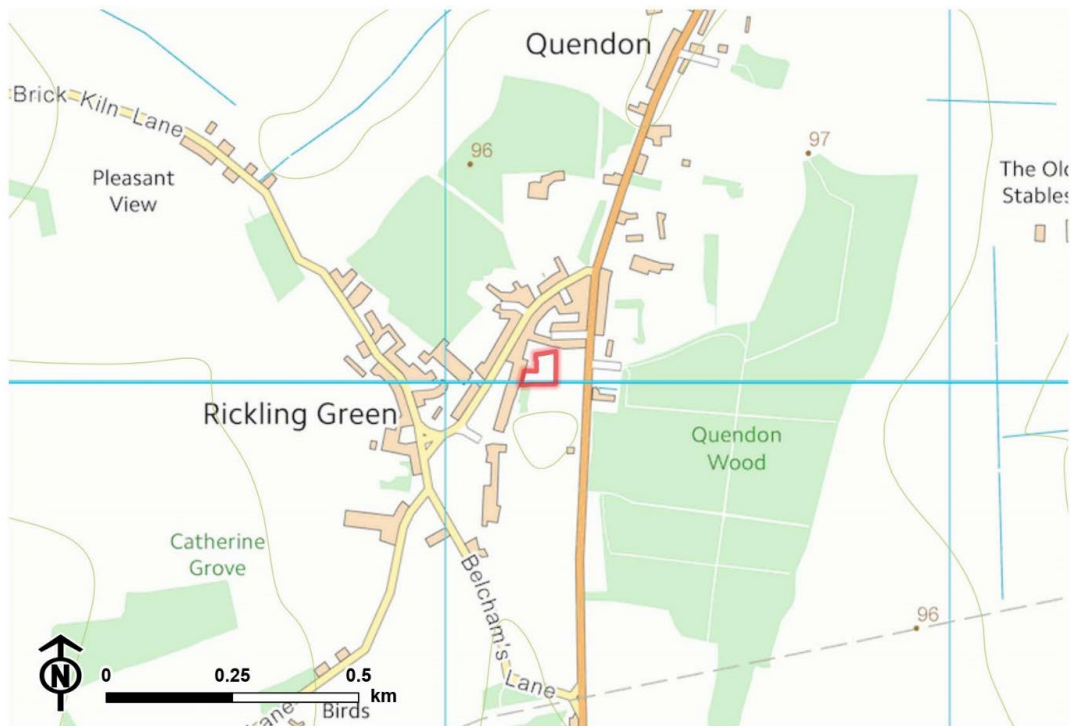 Quendon
Brick Kiln Lane
96
97
Pleasant
View
The Old
Stables
Rickling Green
Quendon
Wood
Catherine
Grove
Belcham's Lane
96
N
0 0.25 0.5
km
Birds